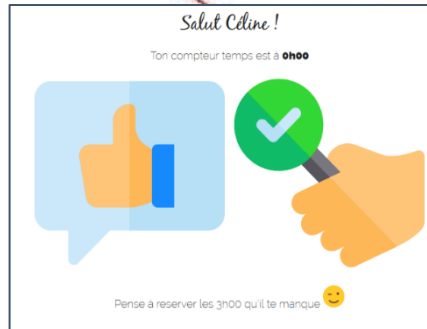 Salut Céline !
Ton compteur temps est à 0h00
Pense à reserver les 3h00 qu'il te manque